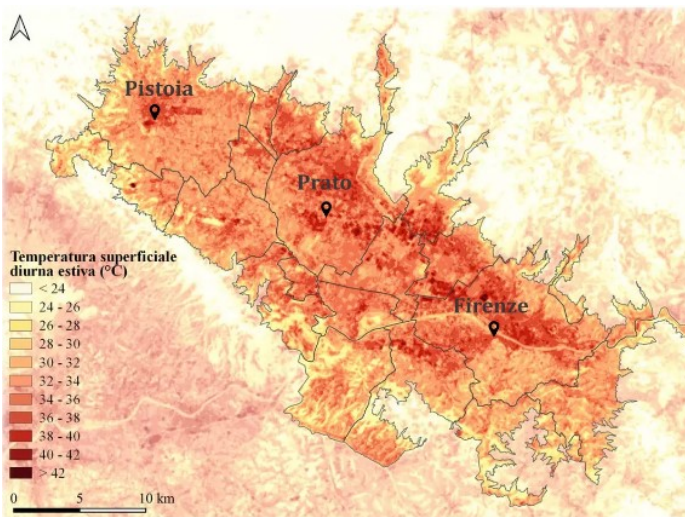 Pistoia
Prato
Firenze
Temperatura superficiale
diurna estiva (°C)
< 24
24 - 26
26 - 28
28 - 30
30 - 32
32 - 34
34 - 36
36 - 38
38 - 40
40 - 42
> 42
0 5 10 km